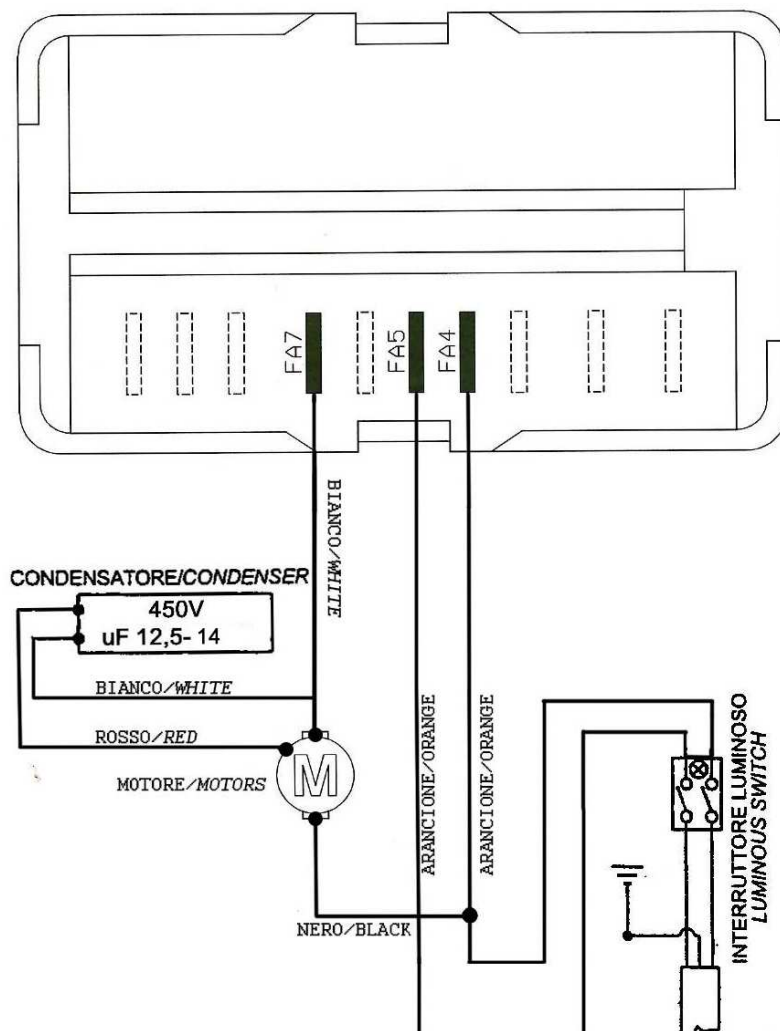 FA7
FA5
FA4
BIANCO/WHITE
CONDENSATORE/CONDENSER
450V
uF 12,5- 14
BIANCO/WHITE
ROSSO/RED
MOTORE/MOTORS
M
NERO/BLACK
ARANCIONE/ORANGE
ARANCIONE/ORANGE
INTERRUTTORE LUMINOSO
LUMINOUS SWITCH